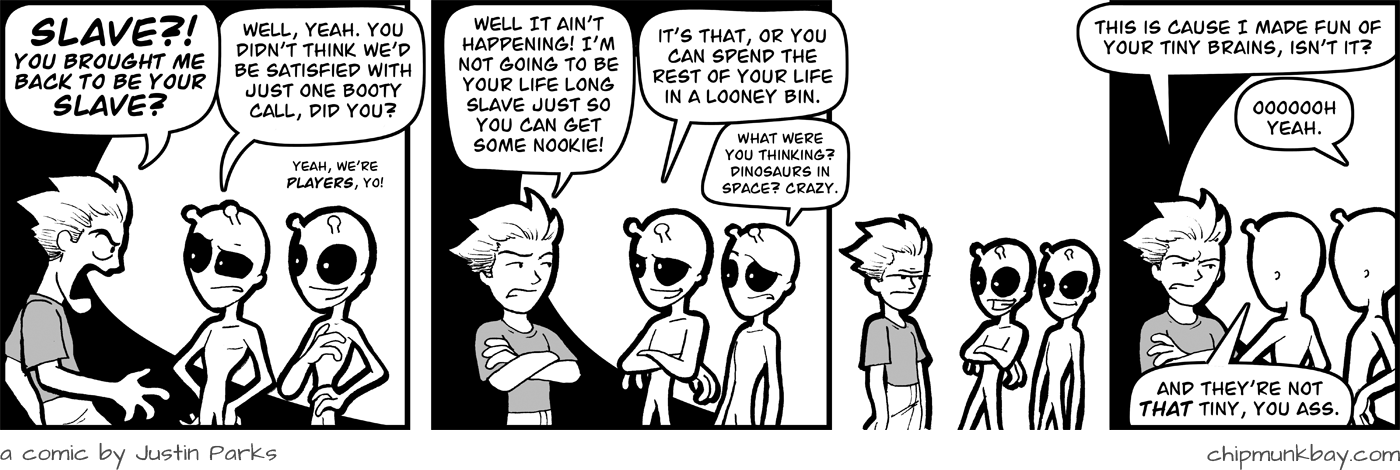 SLAVE?!
YOU BROUGHT ME
BACK TO BE YOUR
SLAVE?
WELL, YEAH. YOU
DIDN'T THINK WE'D
BE SATISFIED WITH
JUST ONE BOOTY
CALL, DID YOU?
YEAH, WE'RE
PLAYERS, YO!
WELL IT AIN'T
HAPPENING! I'M
NOT GOING TO BE
YOUR LIFE LONG
SLAVE JUST SO
YOU CAN GET
SOME NOOKIE!
IT'S THAT, OR YOU
CAN SPEND THE
REST OF YOUR LIFE
IN A LOONEY BIN.
WHAT WERE
YOU THINKING?
DINOSAURS IN
SPACE? CRAZY.
THIS IS CAUSE I MADE FUN OF
YOUR TINY BRAINS, ISN'T IT?
OOOOOOH
YEAH.
AND THEY'RE NOT
THAT TINY, YOU ASS.
a comic by Justin Parks
chipmunkbay.com